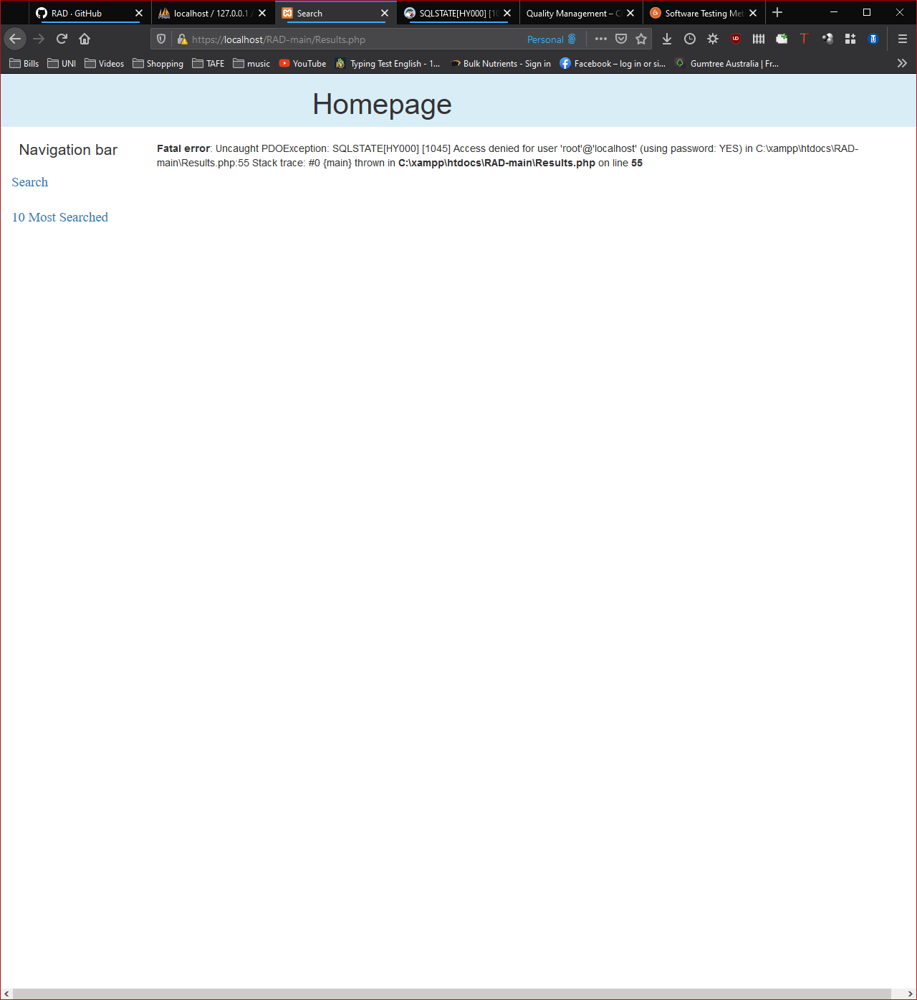 RAD · GitHub
localhost / 127.0.0.1 /
Search
SQLSTATE[HY000] [10
Quality Management – C
Software Testing Met
https://localhost/RAD-main/Results.php
Personal
Bills
UNI
Videos
Shopping
TAFE
music
YouTube
Typing Test English - 1...
Bulk Nutrients - Sign in
Facebook – log in or si...
Gumtree Australia | Fr...
Homepage
Navigation bar
Search
10 Most Searched
Fatal error: Uncaught PDOException: SQLSTATE[HY000] [1045] Access denied for user 'root'@'localhost' (using password: YES) in C:\xampp\htdocs\RAD-
main\Results.php:55 Stack trace: #0 {main} thrown in C:\xampp\htdocs\RAD-main\Results.php on line 55